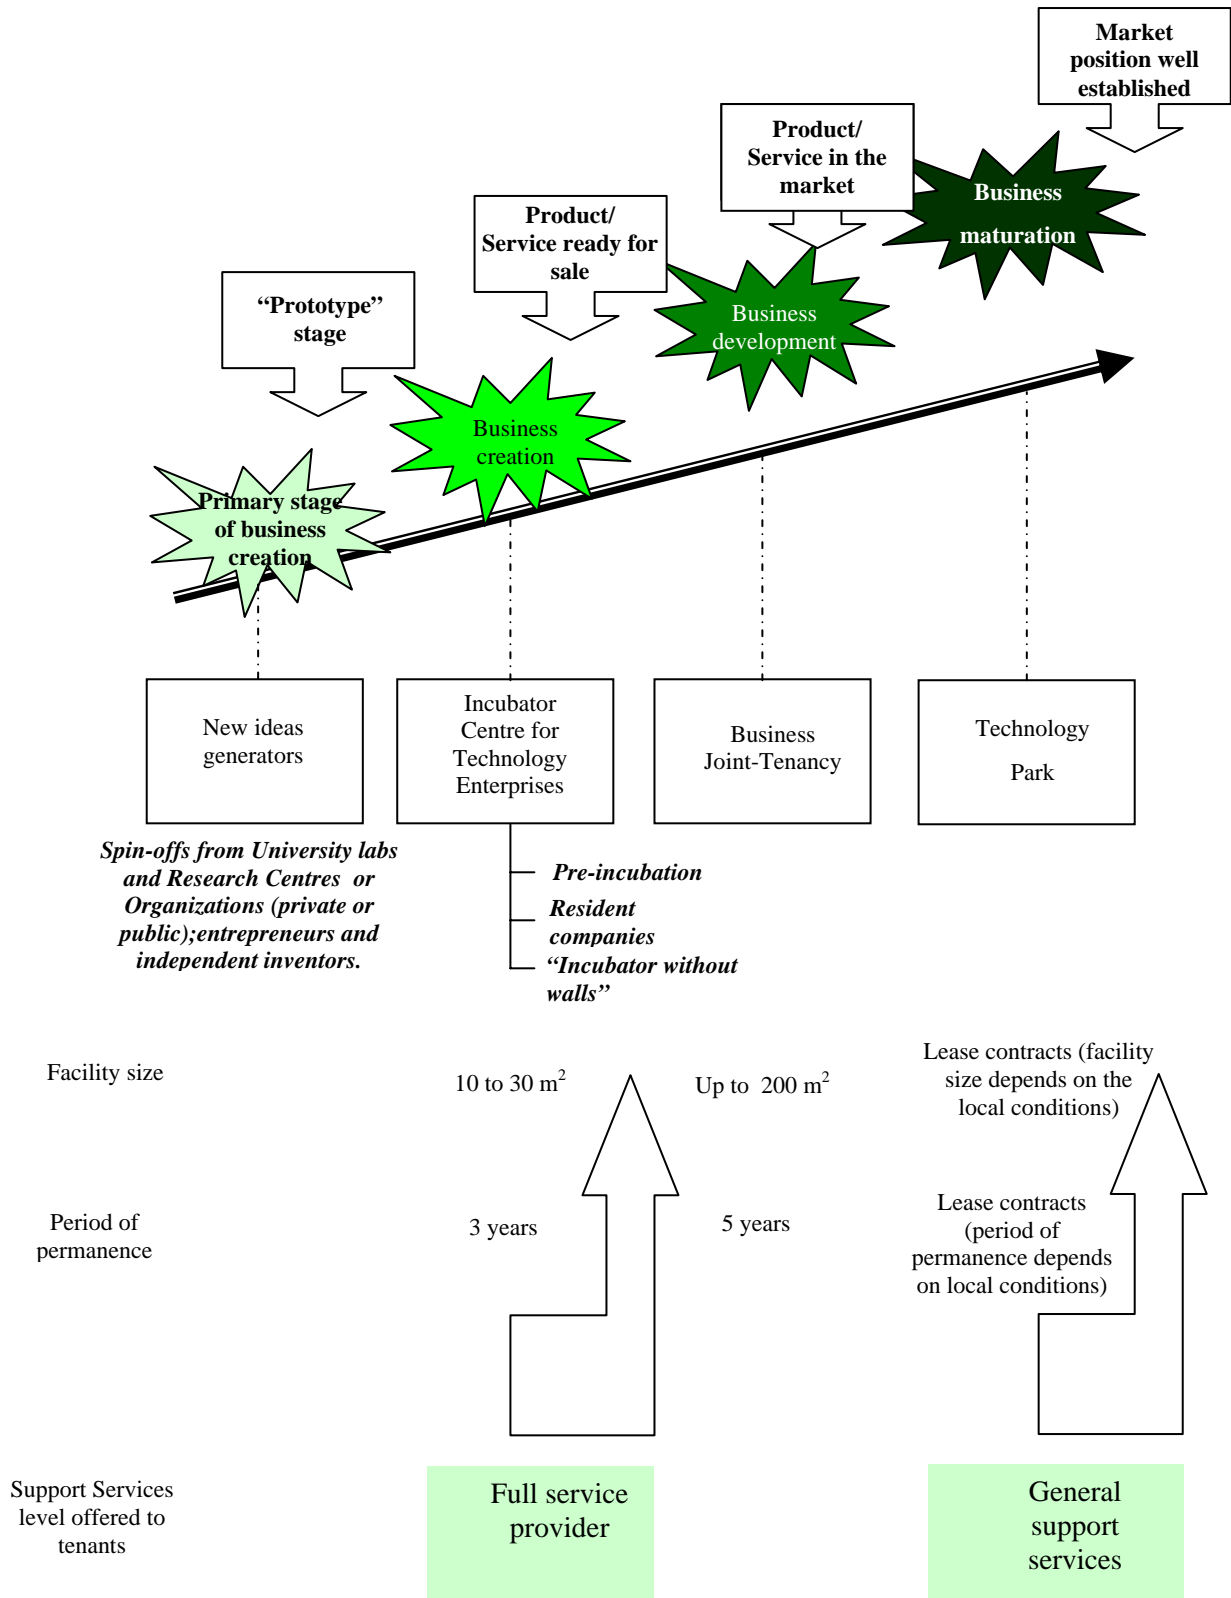 Market
position well
established
Product/
Service in the
market
Business
maturation
Product/
Service ready for
sale
Business
development
“Prototype”
stage
Business
creation
Primary stage
of business
creation
New ideas
generators
Incubator
Centre for
Technology
Enterprises
Business
Joint-Tenancy
Technology
Park
Spin-offs from University labs
and Research Centres or
Organizations (private or
public);entrepreneurs and
independent inventors.
Pre-incubation
Resident
companies
“Incubator without
walls”
Facility size
10 to 30 m²
Up to 200 m²
Lease contracts (facility
size depends on the
local conditions)
Period of
permanence
3 years
5 years
Lease contracts
(period of
permanence depends
on local conditions)
Support Services
level offered to
tenants
Full service
provider
General
support
services